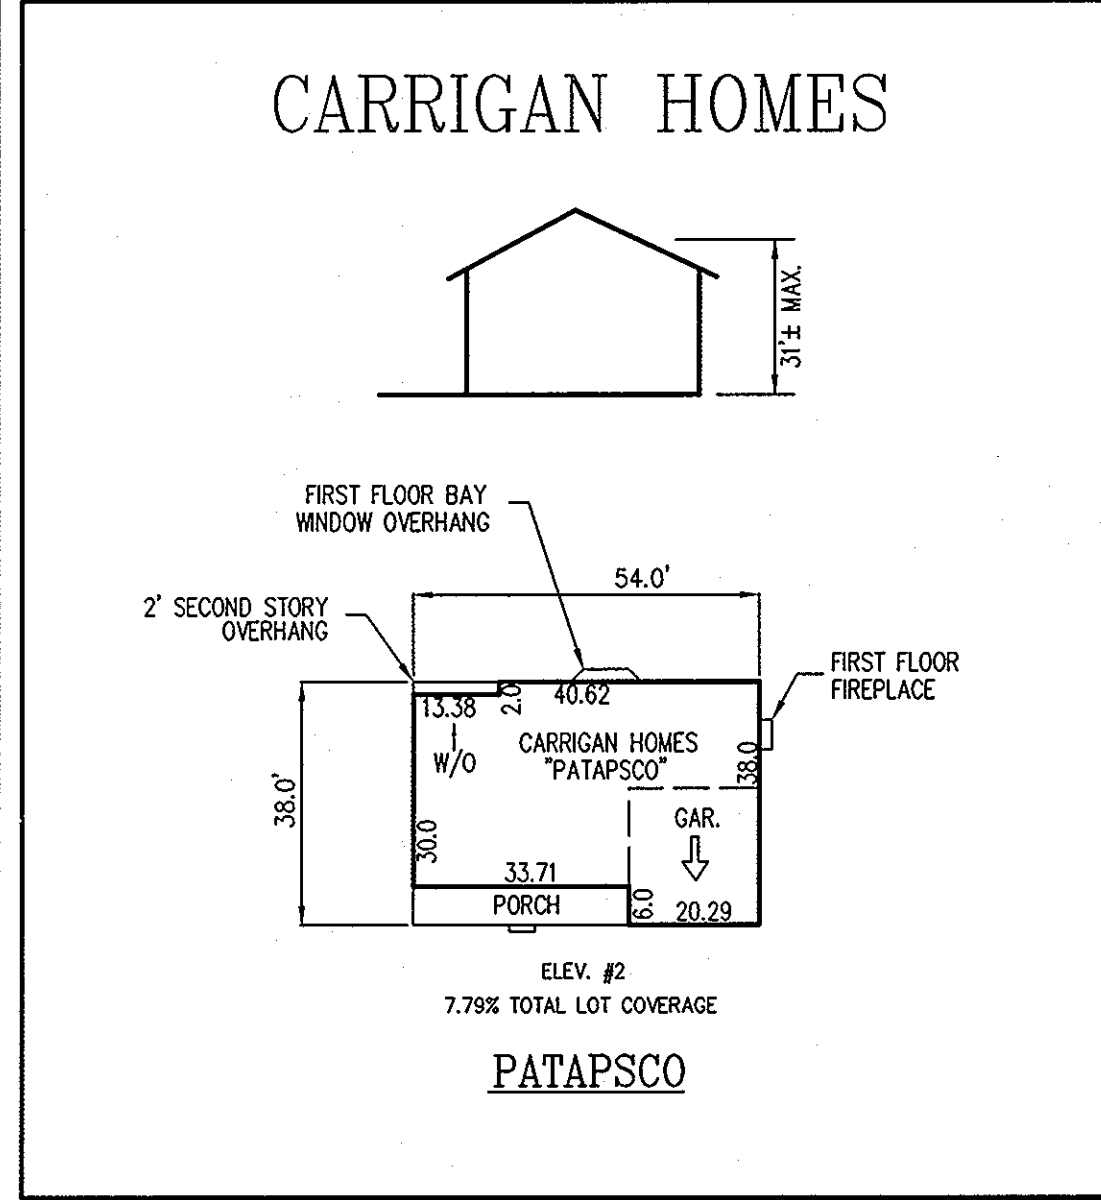 CARRIGAN HOMES
31'± MAX.
FIRST FLOOR BAY
WINDOW OVERHANG
54.0'
2' SECOND STORY
OVERHANG
FIRST FLOOR
FIREPLACE
13.38
2.0
40.62
W/O
CARRIGAN HOMES
"PATAPSCO"
38.0
38.0'
GAR.
30.0
33.71
PORCH
6.0
20.29
ELEV. #2
7.79% TOTAL LOT COVERAGE
PATAPSCO